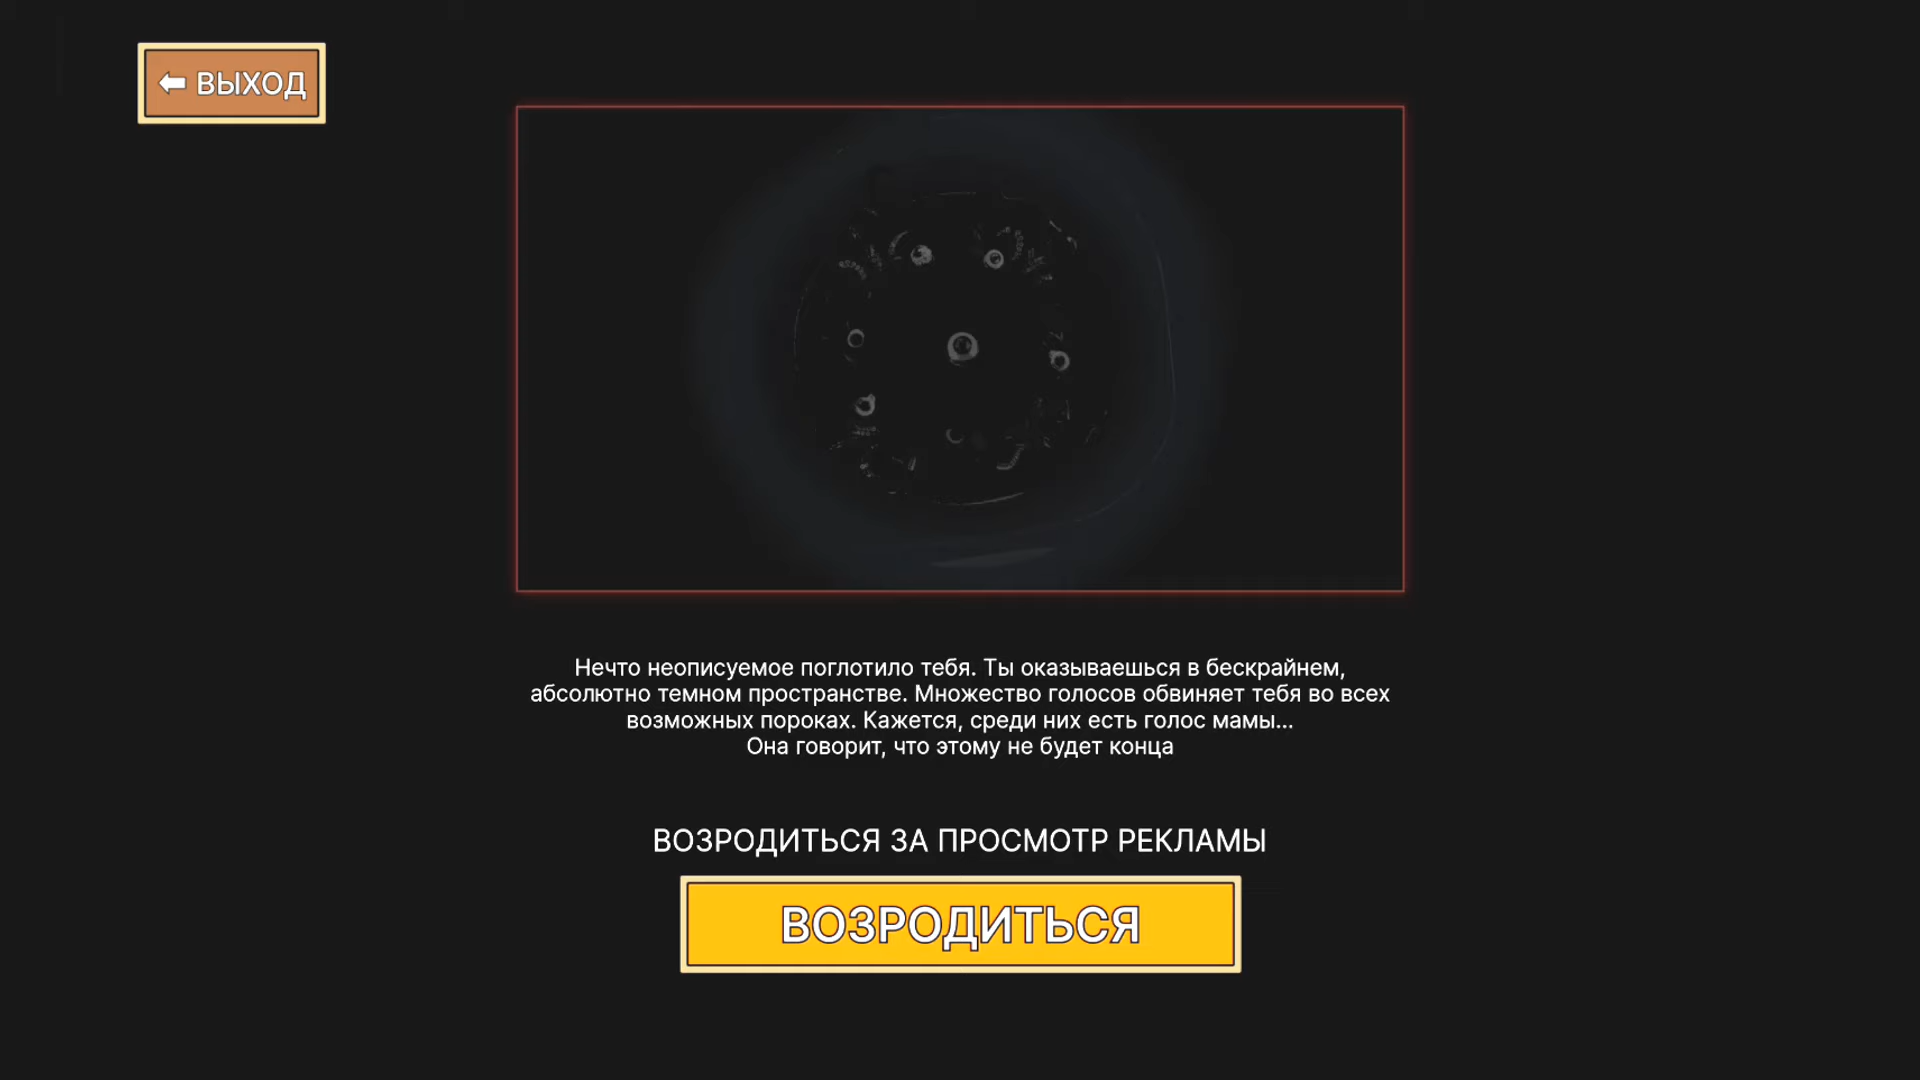 ВЫХОД
Нечто неописуемое поглотило тебя. Ты оказываешься в бескрайнем,
абсолютно темном пространстве. Множество голосов обвиняет тебя во всех
возможных пороках. Кажется, среди них есть голос мамы...
Она говорит, что этому не будет конца
ВОЗРОДИТЬСЯ ЗА ПРОСМОТР РЕКЛАМЫ
ВОЗРОДИТЬСЯ